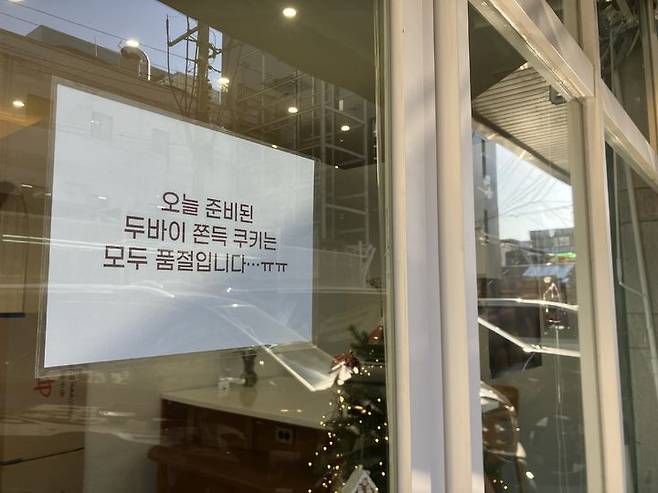 오늘 준비된
두바이 쫀득 쿠키는
모두 품절입니다…ㅠㅠ